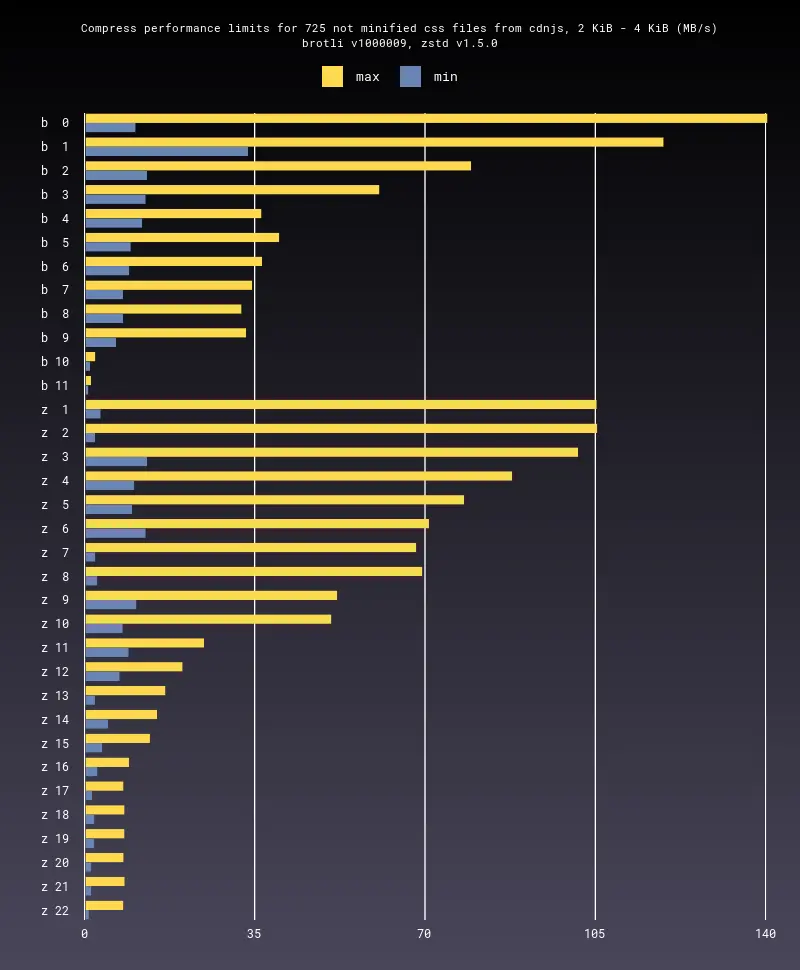 Compress performance limits for 725 not minified css files from cdnjs, 2 KiB - 4 KiB (MB/s)
brotli v1000009, zstd v1.5.0
max min
b 0
b 1
b 2
b 3
b 4
b 5
b 6
b 7
b 8
b 9
b 10
b 11
z 1
z 2
z 3
z 4
z 5
z 6
z 7
z 8
z 9
z 10
z 11
z 12
z 13
z 14
z 15
z 16
z 17
z 18
z 19
z 20
z 21
z 22
0 35 70 105 140